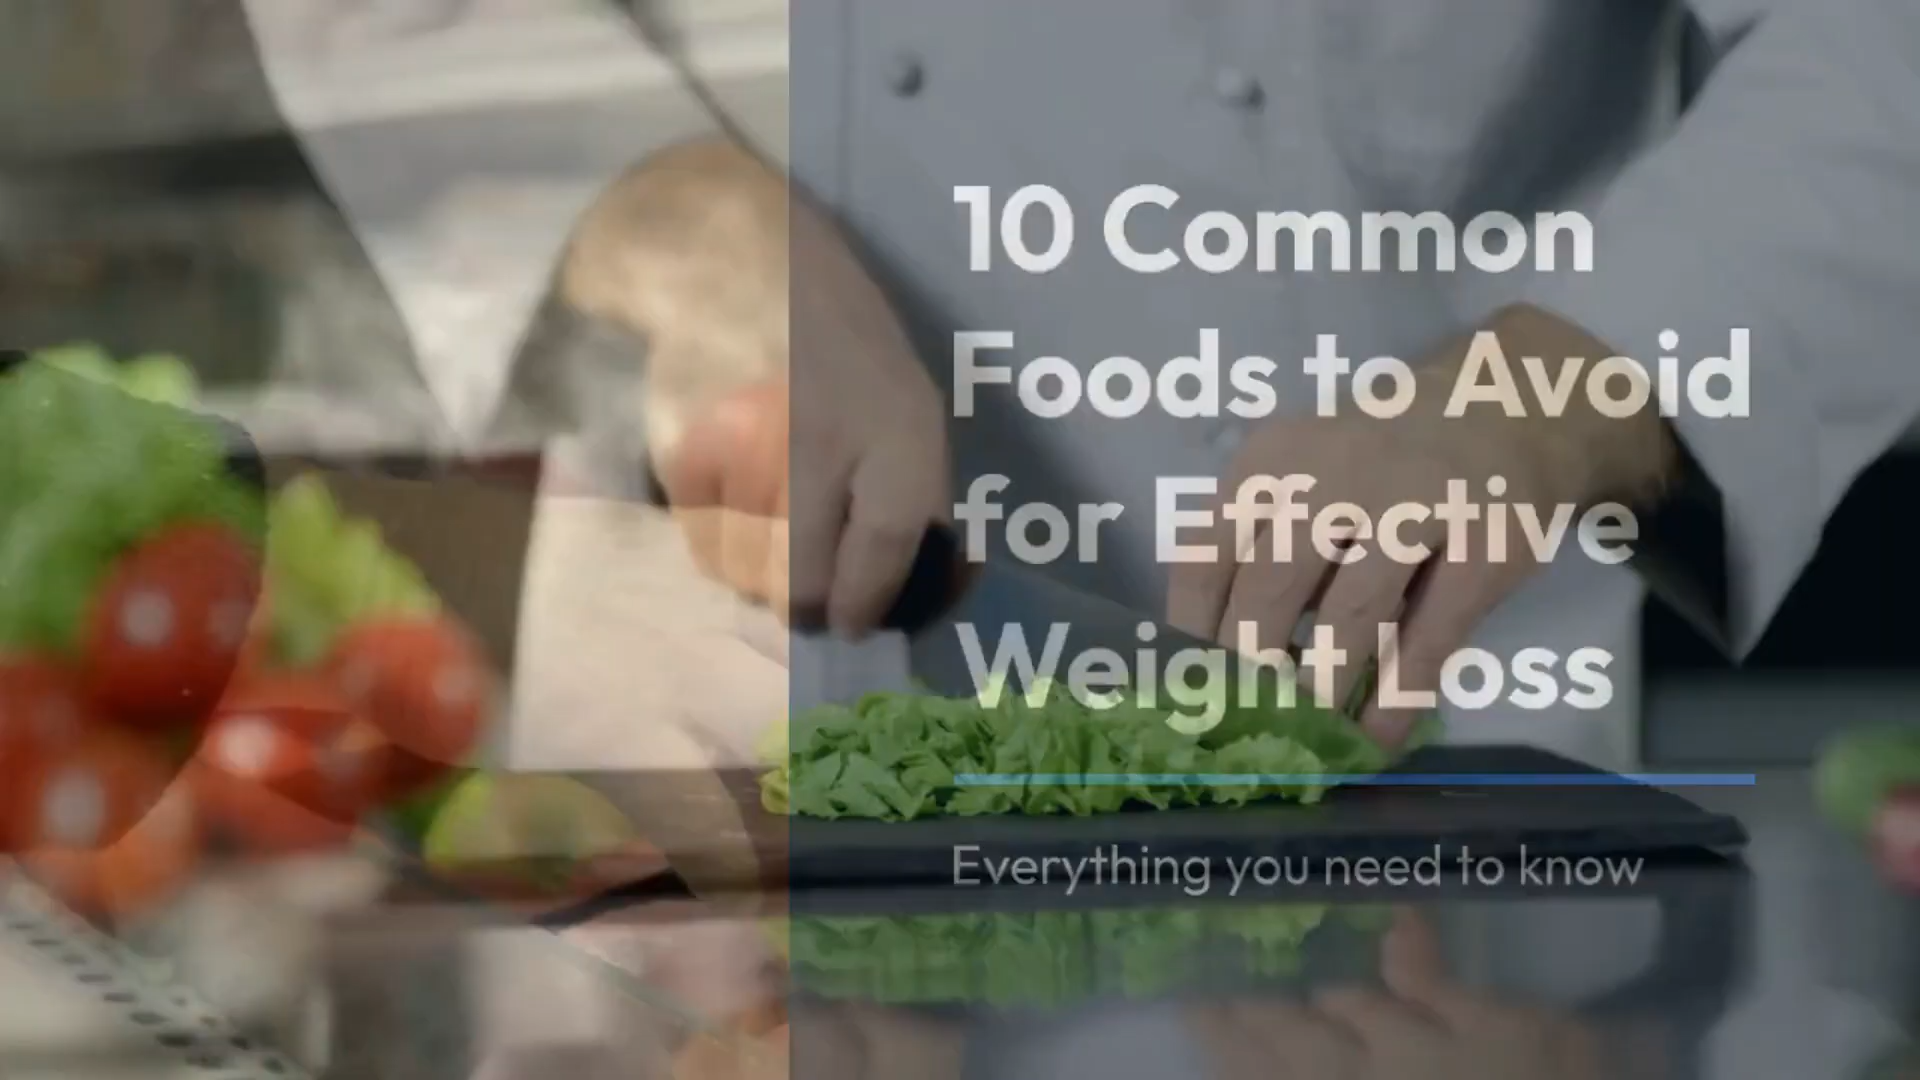 10 Common
Foods to Avoid
for Effective
Weight Loss
Everything you need to know